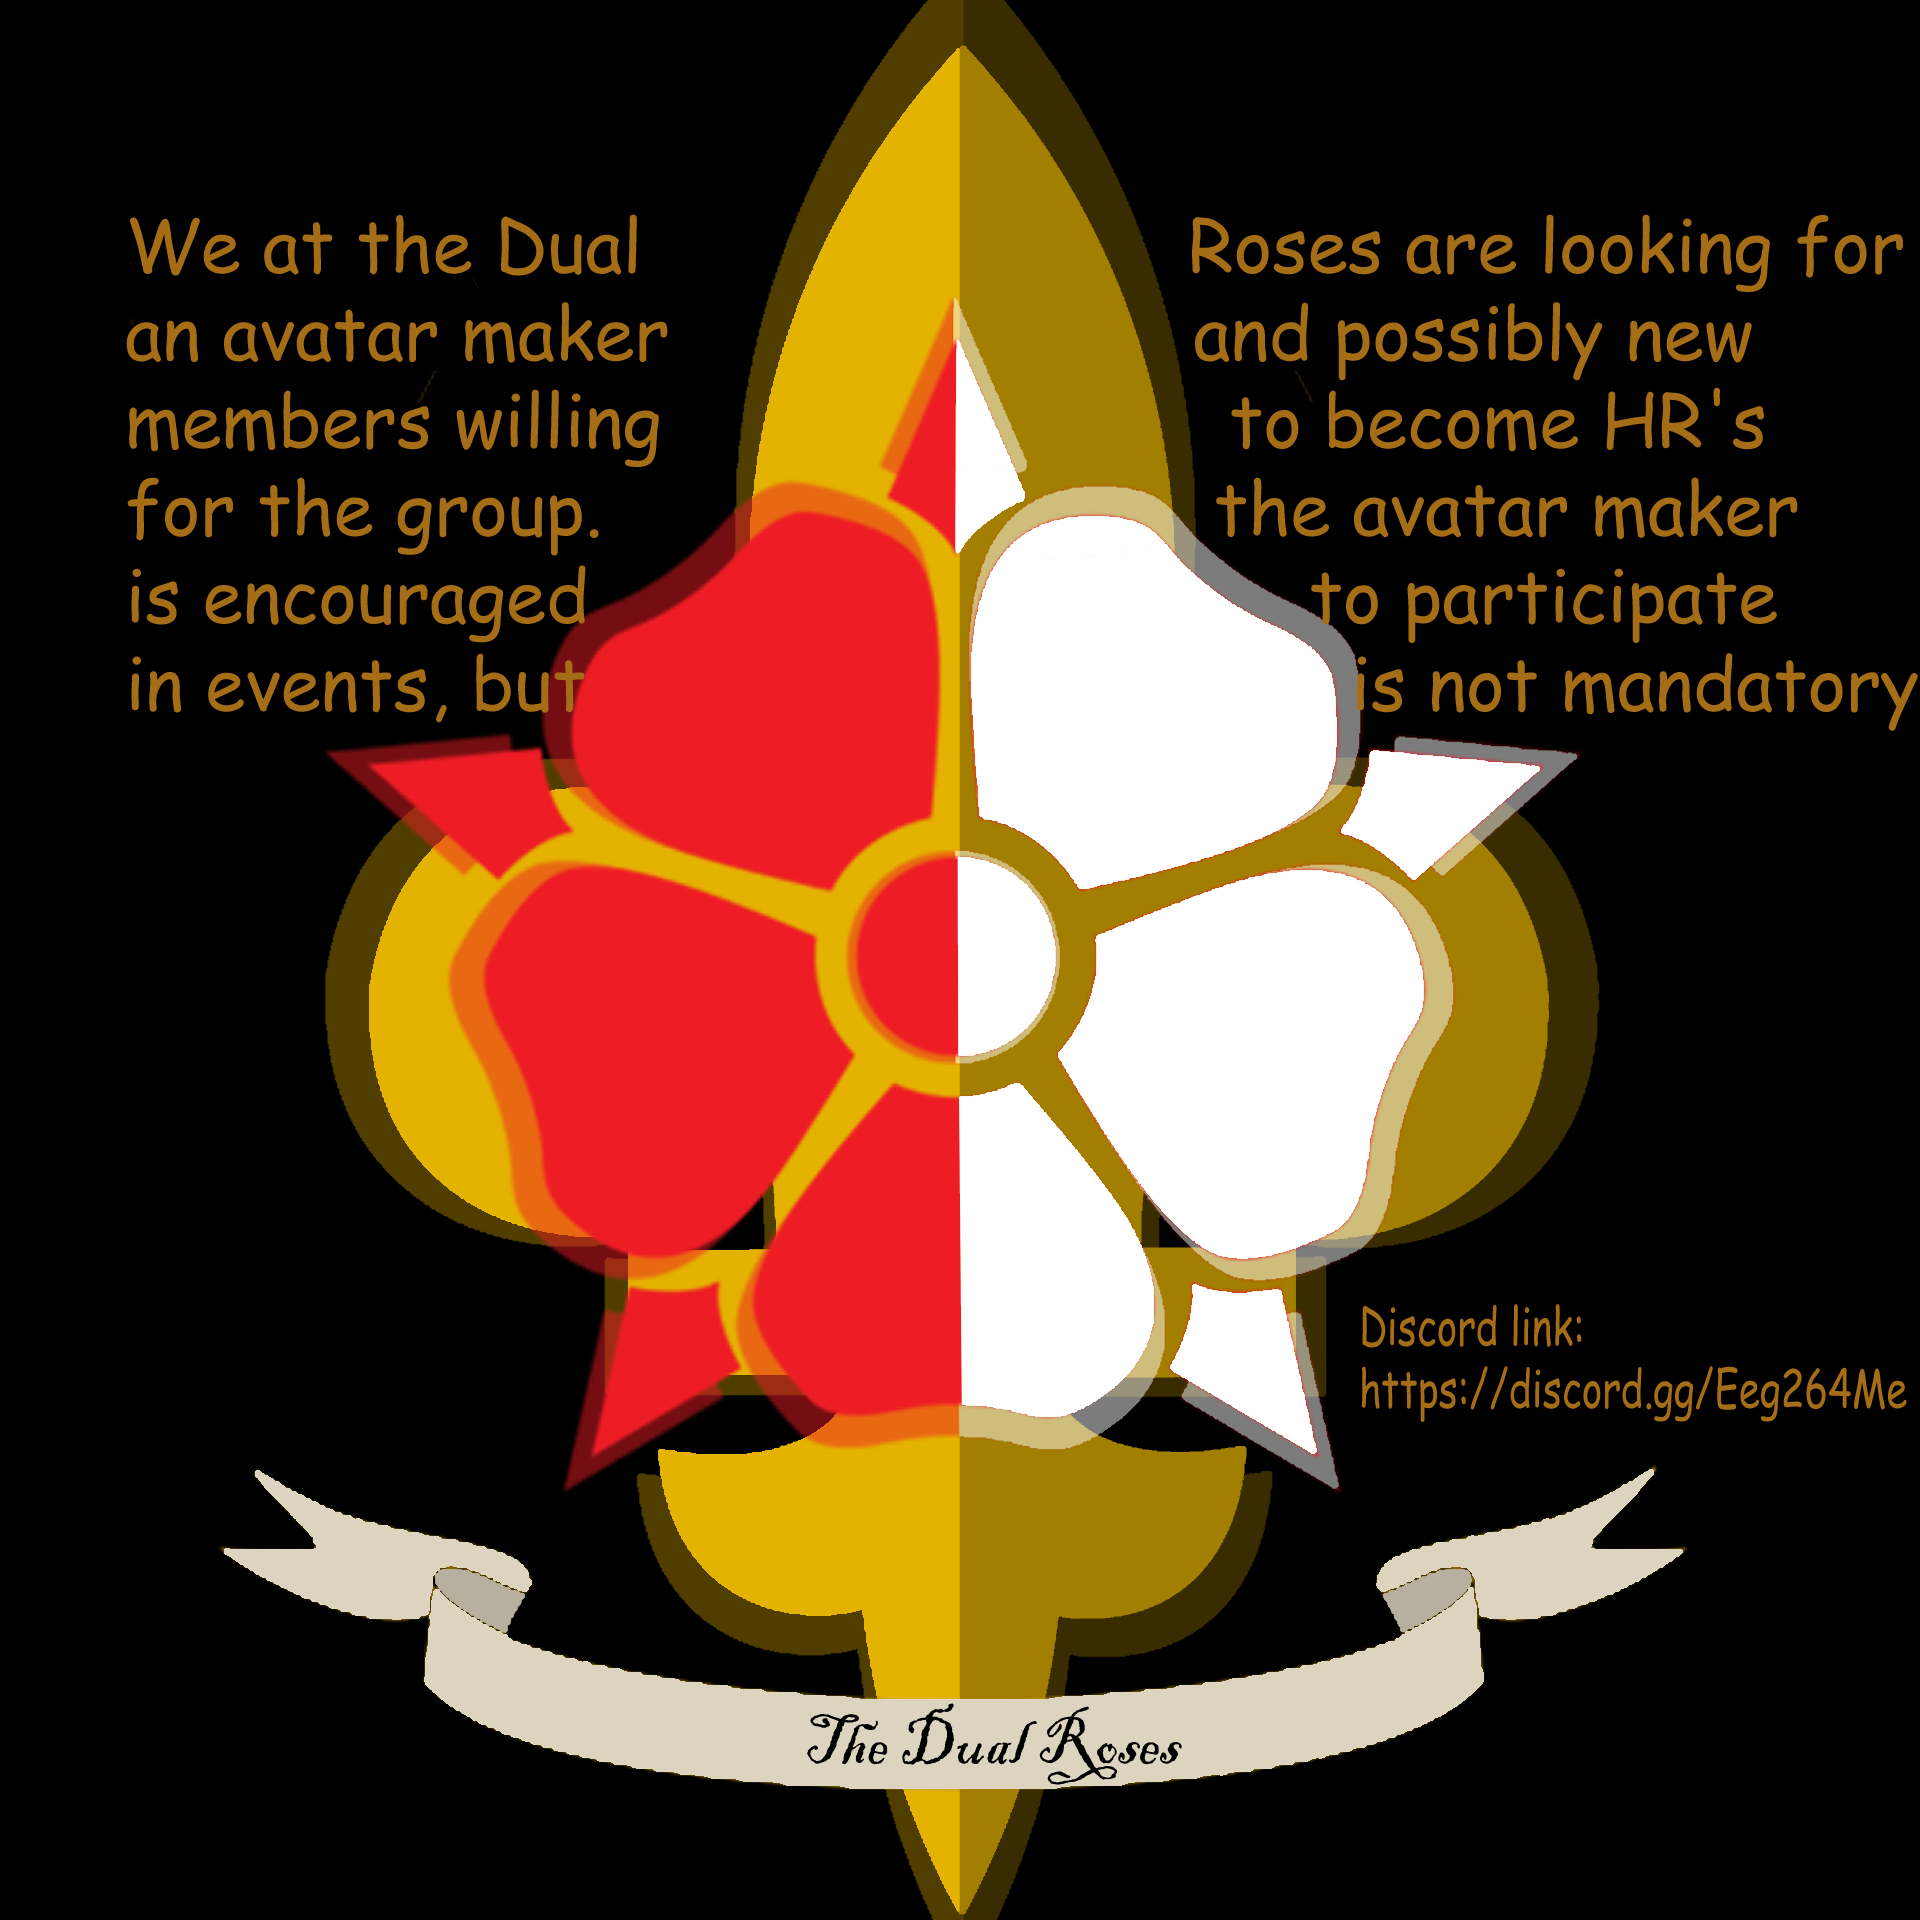 We at the Dual Roses are looking for
an avatar maker and possibly new
members willing to become HR's
for the group. the avatar maker
is encouraged to participate
in events, but is not mandatory
Discord link:
https://discord.gg/Eeg264Me
The Dual Roses